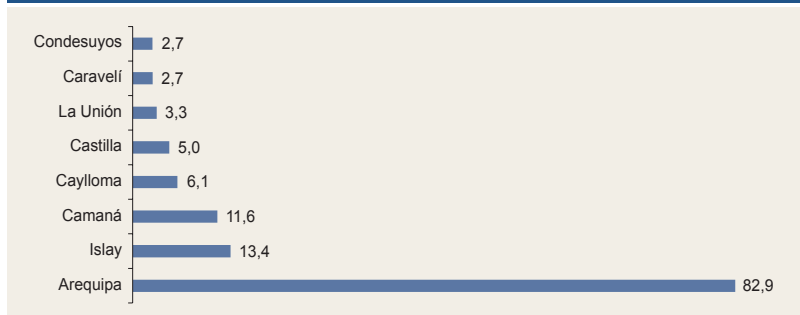 Condesuyos 2,7
Caravelí 2,7
La Unión 3,3
Castilla 5,0
Caylloma 6,1
Camaná 11,6
Islay 13,4
Arequipa 82,9